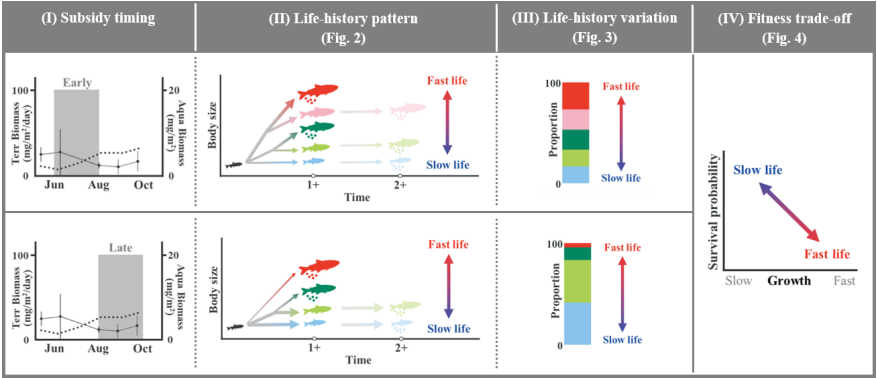 (I) Subsidy timing
(II) Life-history pattern
(Fig. 2)
(III) Life-history variation
(Fig. 3)
(IV) Fitness trade-off
(Fig. 4)
Early
100
20
Terr Biomass
(mg/m²/day)
Aqua Biomass
(mg/m²)
0
0
Jun
Aug
Oct
Body size
Fast life
Slow life
1+
2+
Time
100
Proportion
0
Fast life
Slow life
Late
100
20
Terr Biomass
(mg/m²/day)
Aqua Biomass
(mg/m²)
0
0
Jun
Aug
Oct
Body size
Fast life
Slow life
1+
2+
Time
100
Proportion
0
Fast life
Slow life
Survival probability
Slow life
Fast life
Slow
Growth
Fast